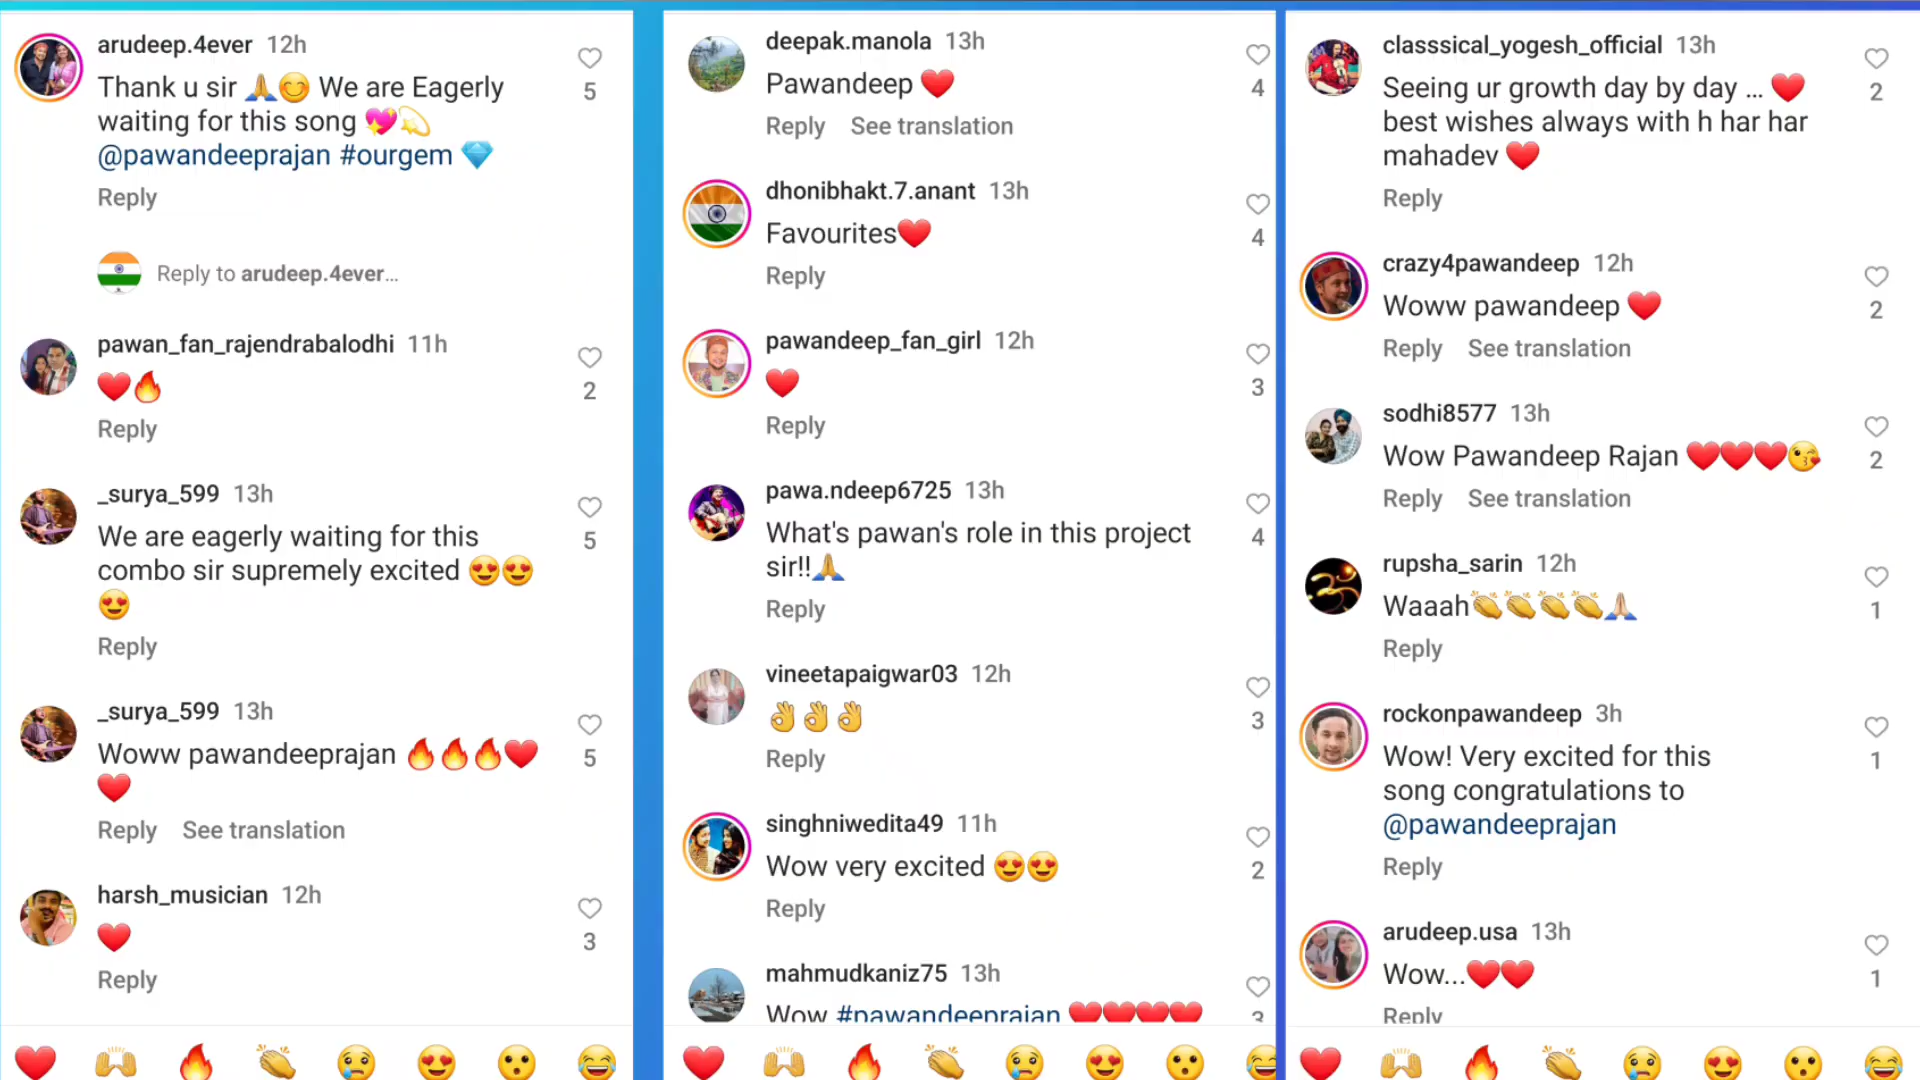 arudeep.4ever 12h
Thank u sir 🙏😊 We are Eagerly
waiting for this song 💖💫
@pawandeeprajan #ourgem 💎
5
Reply
Reply to arudeep.4ever...
pawan_fan_rajendrabalodhi 11h
❤️🔥
2
Reply
_surya_599 13h
We are eagerly waiting for this
combo sir supremely excited 😍😍
😍
5
Reply
_surya_599 13h
Woww pawandeeprajan 🔥🔥🔥❤️
❤️
5
Reply See translation
harsh_musician 12h
❤️
3
Reply
deepak.manola 13h
Pawandeep ❤️
4
Reply See translation
dhonibhakt.7.anant 13h
Favourites❤️
4
Reply
pawandeep_fan_girl 12h
❤️
3
Reply
pawa.ndeep6725 13h
What's pawan's role in this project
sir!!🙏
4
Reply
vineetapaigwar03 12h
👌👌👌
3
Reply
singhniwedita49 11h
Wow very excited 😍😍
2
Reply
mahmudkaniz75 13h
Wow #pawandeeprajan ❤️❤️❤️❤️
3
classsical_yogesh_official 13h
Seeing ur growth day by day ... ❤️
best wishes always with h har har
mahadev ❤️
2
Reply
crazy4pawandeep 12h
Woww pawandeep ❤️
2
Reply See translation
sodhi8577 13h
Wow Pawandeep Rajan ❤️❤️❤️😘
2
Reply See translation
rupsha_sarin 12h
Waaah👏👏👏👏🙏
1
Reply
rockonpawandeep 3h
Wow! Very excited for this
song congratulations to
@pawandeeprajan
1
Reply
arudeep.usa 13h
Wow...❤️❤️
1
Reply